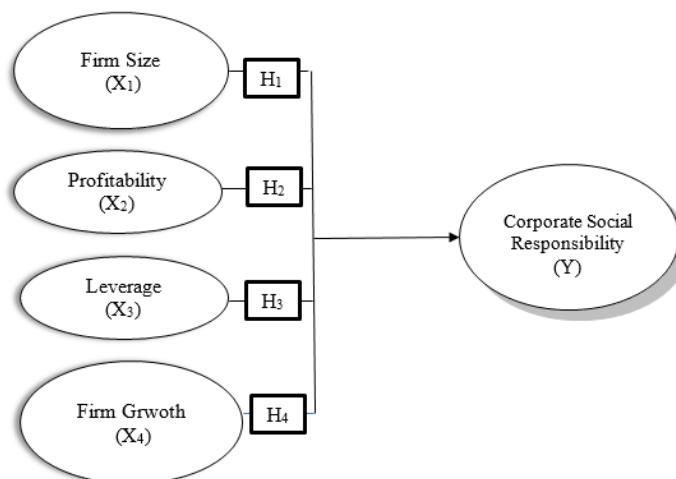 Firm Size
(X₁)
H₁
Profitability
(X₂)
H₂
Leverage
(X₃)
H₃
Firm Grwoth
(X₄)
H₄
Corporate Social
Responsibility
(Y)